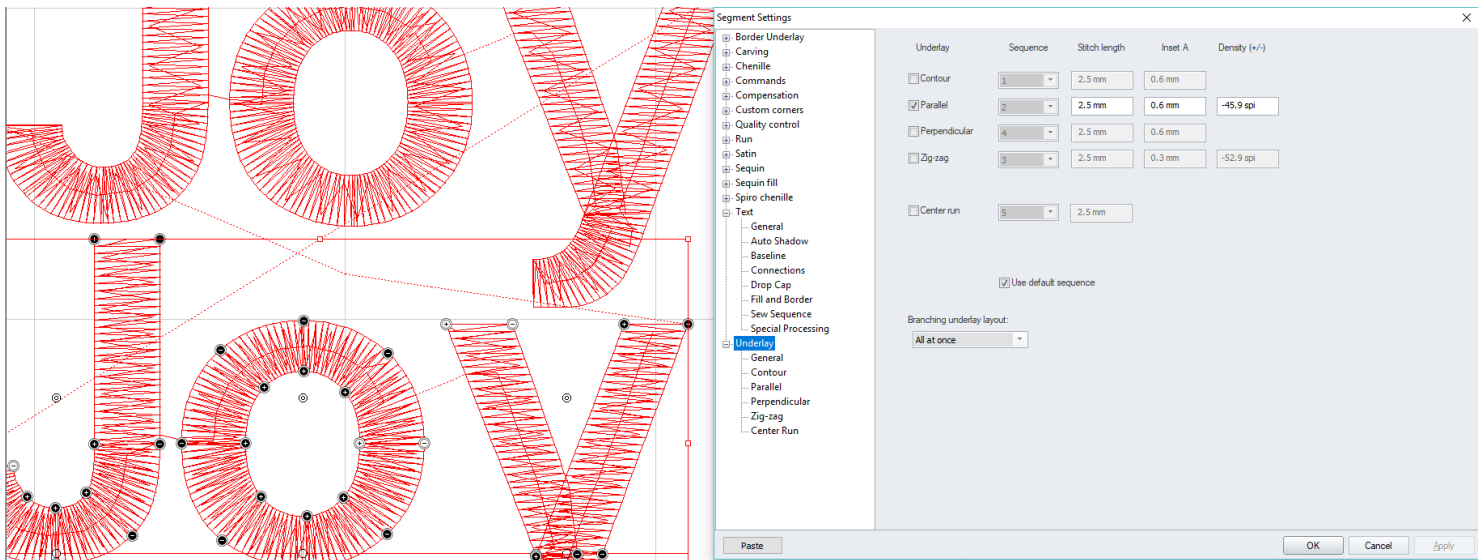 Joy
Joy
Segment Settings
Border Underlay
Carving
Chenille
Commands
Compensation
Custom corners
Quality control
Run
Satin
Sequin
Sequin fill
Spiro chenille
Text
General
Auto Shadow
Baseline
Connections
Drop Cap
Fill and Border
Sew Sequence
Special Processing
Underlay
General
Contour
Parallel
Perpendicular
Zig-zag
Center Run
Underlay Sequence Stitch length Inset A Density (+/-)
Contour 1 2.5 mm 0.6 mm
Parallel 2 2.5 mm 0.6 mm -45.9 spi
Perpendicular 4 2.5 mm 0.6 mm
Zig-zag 3 2.5 mm 0.3 mm -52.9 spi
Center run 5 2.5 mm
Use default sequence
Branching underlay layout:
All at once
Paste OK Cancel Apply